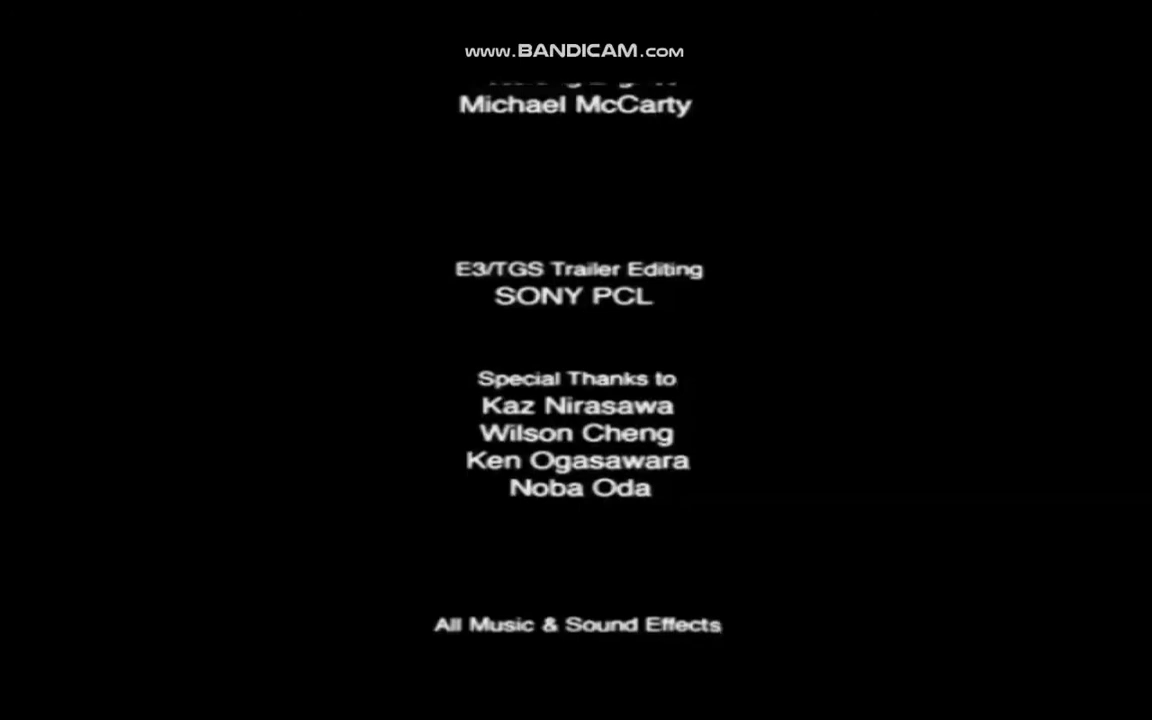 www.BANDICAM.com
Michael McCarty
E3/TGS Trailer Editing
SONY PCL
Special Thanks to
Kaz Nirasawa
Wilson Cheng
Ken Ogasawara
Noba Oda
All Music & Sound Effects